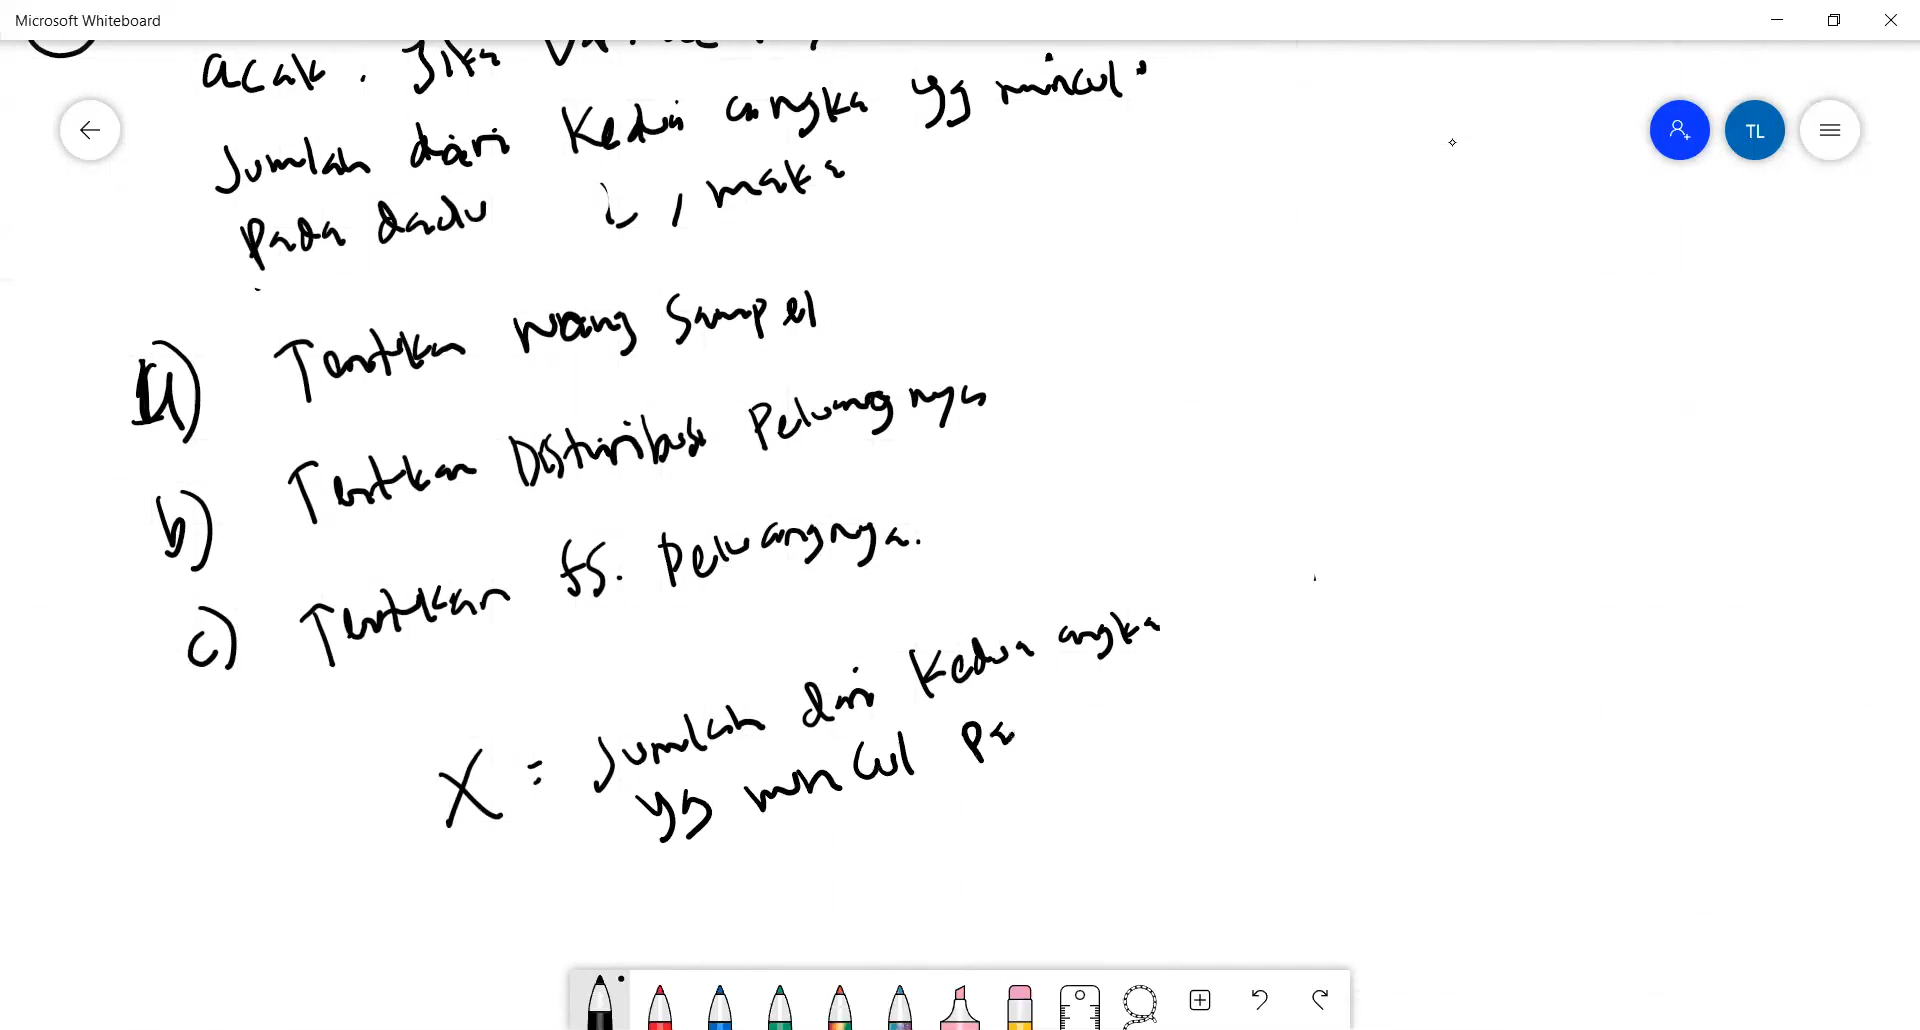 Microsoft Whiteboard
acak. Jika
Jumlah dari Kedua angka yg muncul
pada dadu, maka
TL
a) Tentukan ruang Sampel
b) Tentukan Distribusi Peluangnya
c) Tentukan fs. Peluangnya.
X = Jumlah dari Kedua angka
yg muncul Pa